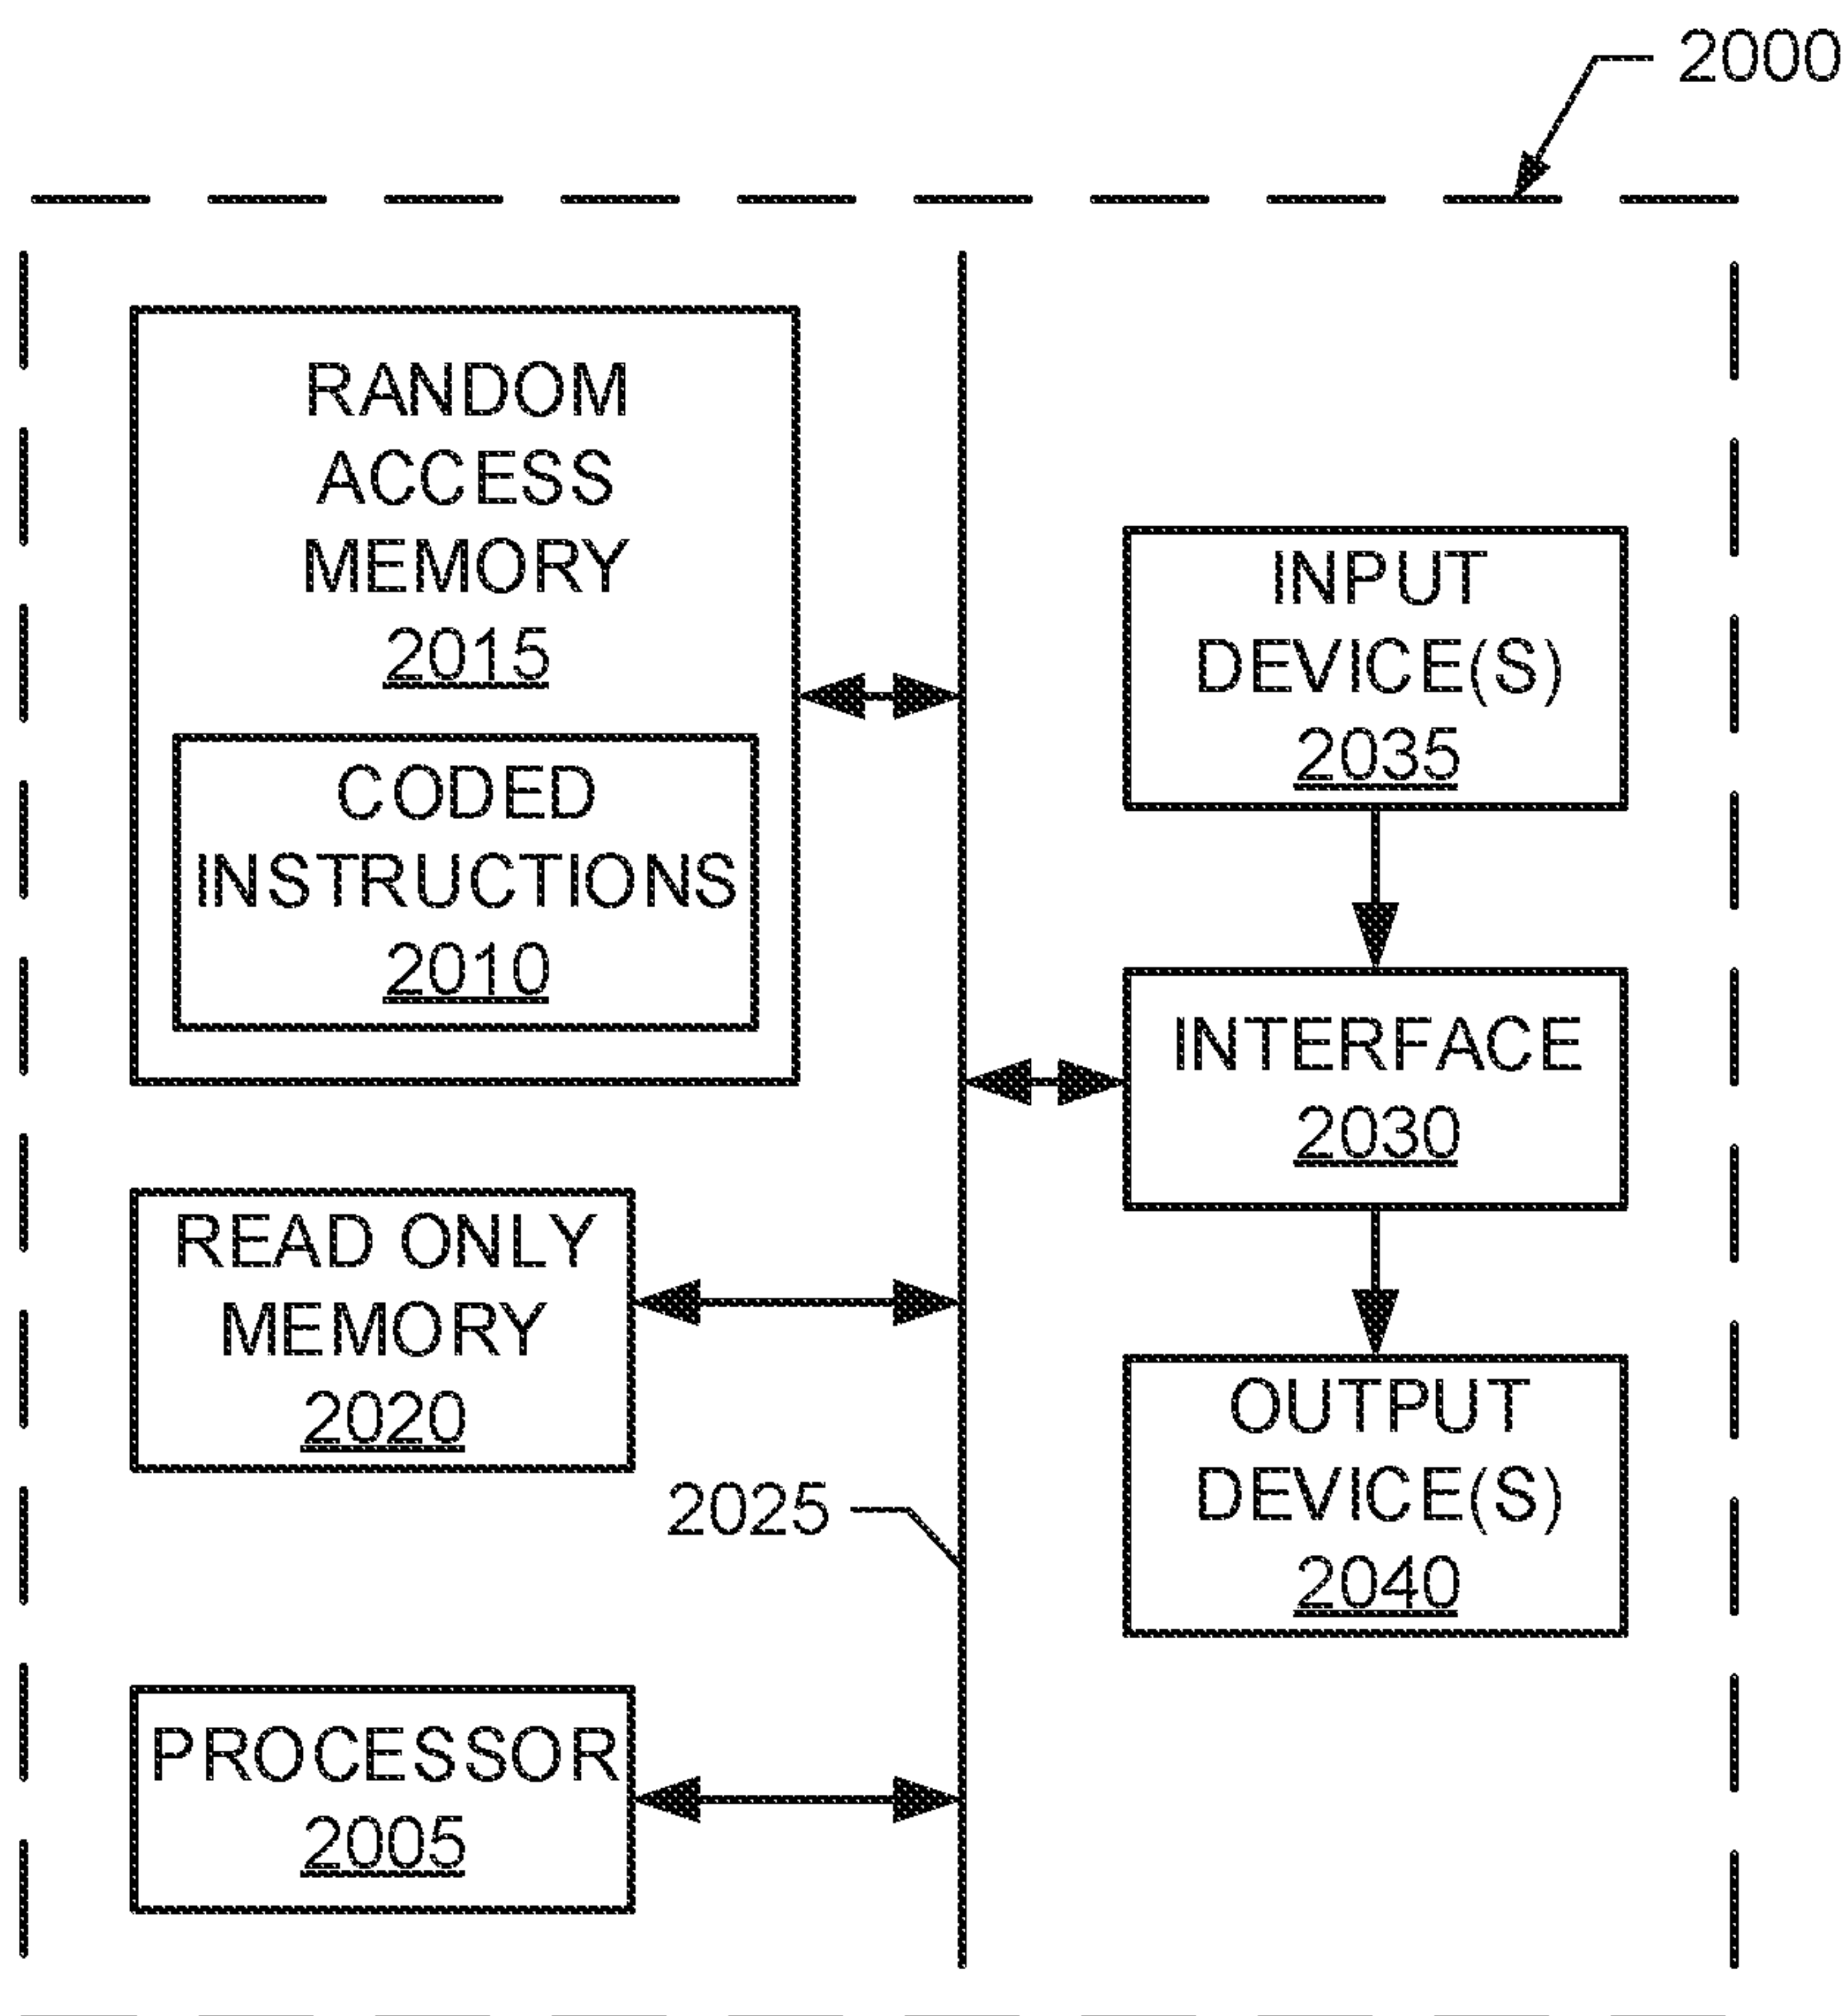 2000
RANDOM
ACCESS
MEMORY
2015
CODED
INSTRUCTIONS
2010
READ ONLY
MEMORY
2020
2025
PROCESSOR
2005
INPUT
DEVICE(S)
2035
INTERFACE
2030
OUTPUT
DEVICE(S)
2040